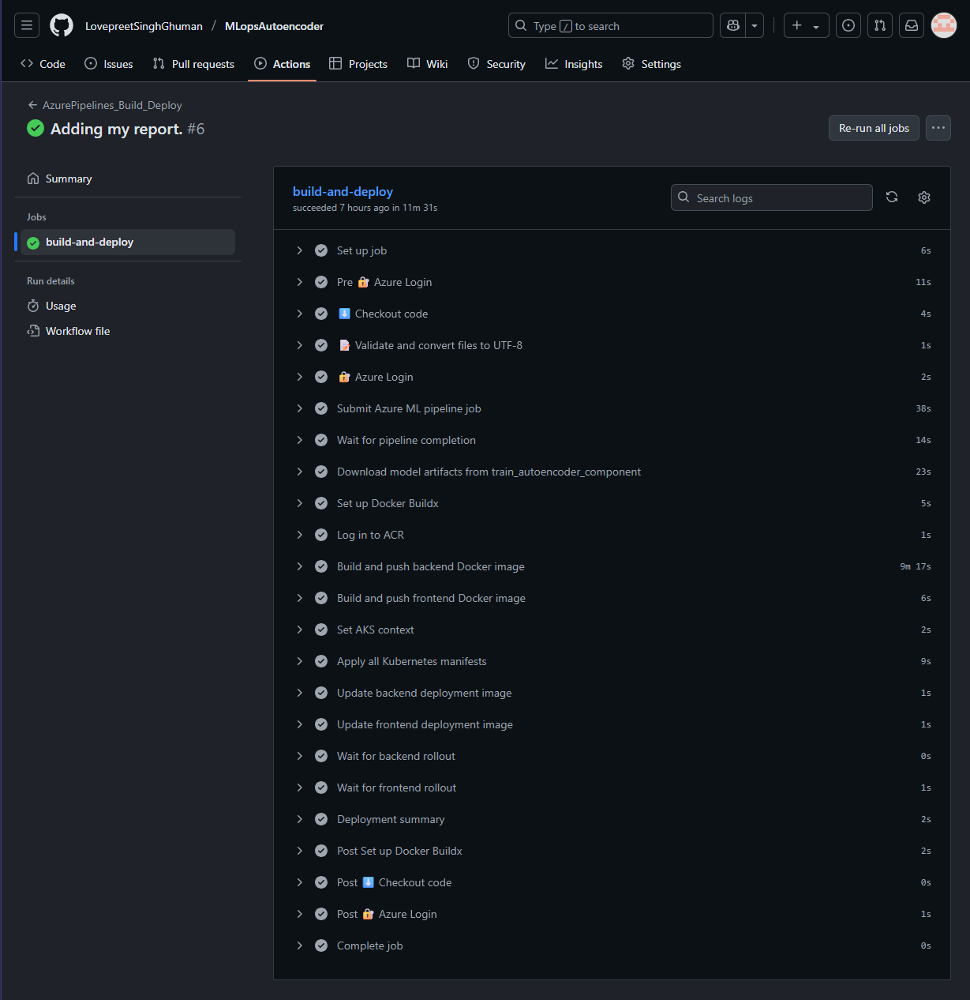 LovepreetSinghGhuman / MLopsAutoencoder
Type / to search
Code Issues Pull requests Actions Projects Wiki Security Insights Settings
AzurePipelines_Build_Deploy
Adding my report. #6
Re-run all jobs
Summary
Jobs
build-and-deploy
Run details
Usage
Workflow file
build-and-deploy
succeeded 7 hours ago in 11m 31s
Search logs
Set up job 6s
Pre 🔐 Azure Login 11s
⬇️ Checkout code 4s
📝 Validate and convert files to UTF-8 1s
🔐 Azure Login 2s
Submit Azure ML pipeline job 38s
Wait for pipeline completion 14s
Download model artifacts from train_autoencoder_component 23s
Set up Docker Buildx 5s
Log in to ACR 1s
Build and push backend Docker image 9m 17s
Build and push frontend Docker image 6s
Set AKS context 2s
Apply all Kubernetes manifests 9s
Update backend deployment image 1s
Update frontend deployment image 1s
Wait for backend rollout 0s
Wait for frontend rollout 1s
Deployment summary 2s
Post Set up Docker Buildx 2s
Post ⬇️ Checkout code 0s
Post 🔐 Azure Login 1s
Complete job 0s